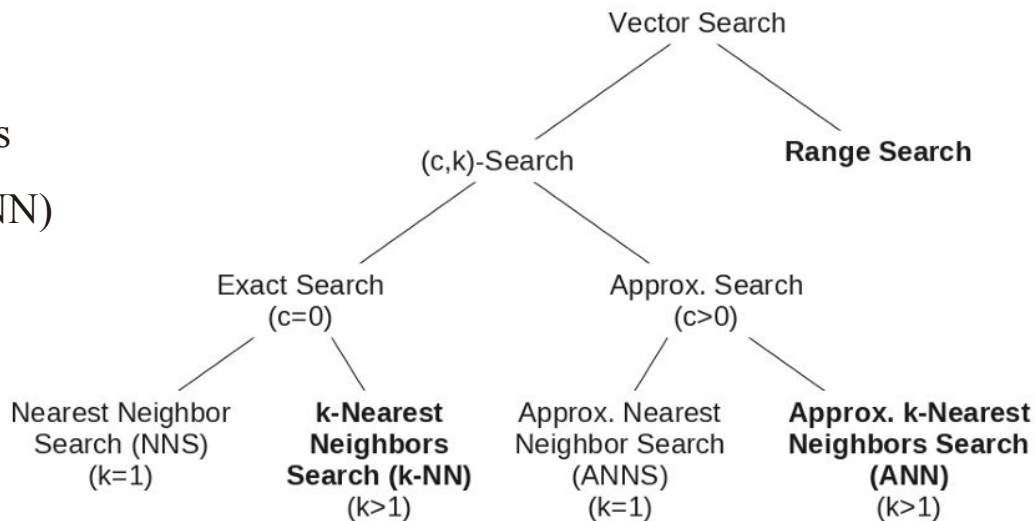 Vector Search
s
(c,k)-Search
Range Search
NN)
Exact Search
(c=0)
Approx. Search
(c>0)
Nearest Neighbor
Search (NNS)
(k=1)
k-Nearest
Neighbors
Search (k-NN)
(k>1)
Approx. Nearest
Neighbor Search
(ANNS)
(k=1)
Approx. k-Nearest
Neighbors Search
(ANN)
(k>1)